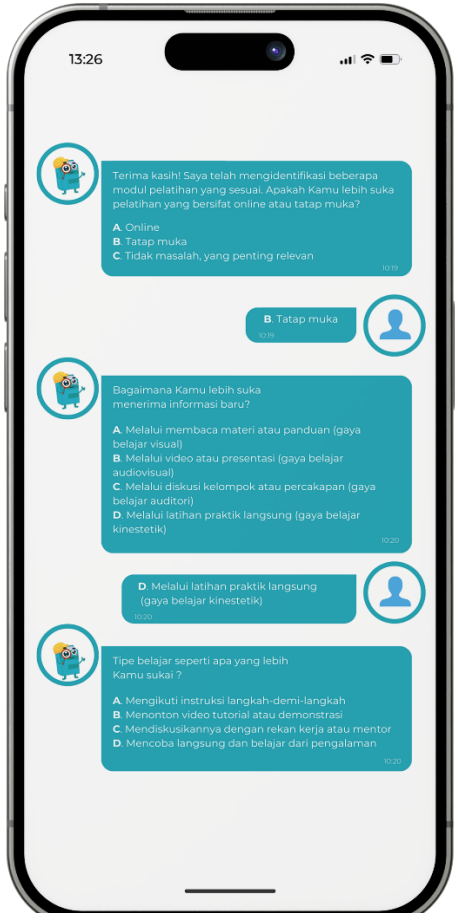 13:26
Terima kasih! Saya telah mengidentifikasi beberapa
modul pelatihan yang sesuai. Apakah Kamu lebih suka
pelatihan yang bersifat online atau tatap muka?
A. Online
B. Tatap muka
C. Tidak masalah, yang penting relevan
10:19
B. Tatap muka
10:19
Bagaimana Kamu lebih suka
menerima informasi baru?
A. Melalui membaca materi atau panduan (gaya
belajar visual)
B. Melalui video atau presentasi (gaya belajar
audiovisual)
C. Melalui diskusi kelompok atau percakapan (gaya
belajar auditori)
D. Melalui latihan praktik langsung (gaya belajar
kinestetik)
10:20
D. Melalui latihan praktik langsung
(gaya belajar kinestetik)
10:20
Tipe belajar seperti apa yang lebih
Kamu sukai ?
A. Mengikuti instruksi langkah-demi-langkah
B. Menonton video tutorial atau demonstrasi
C. Mendiskusikannya dengan rekan kerja atau mentor
D. Mencoba langsung dan belajar dari pengalaman
10:20